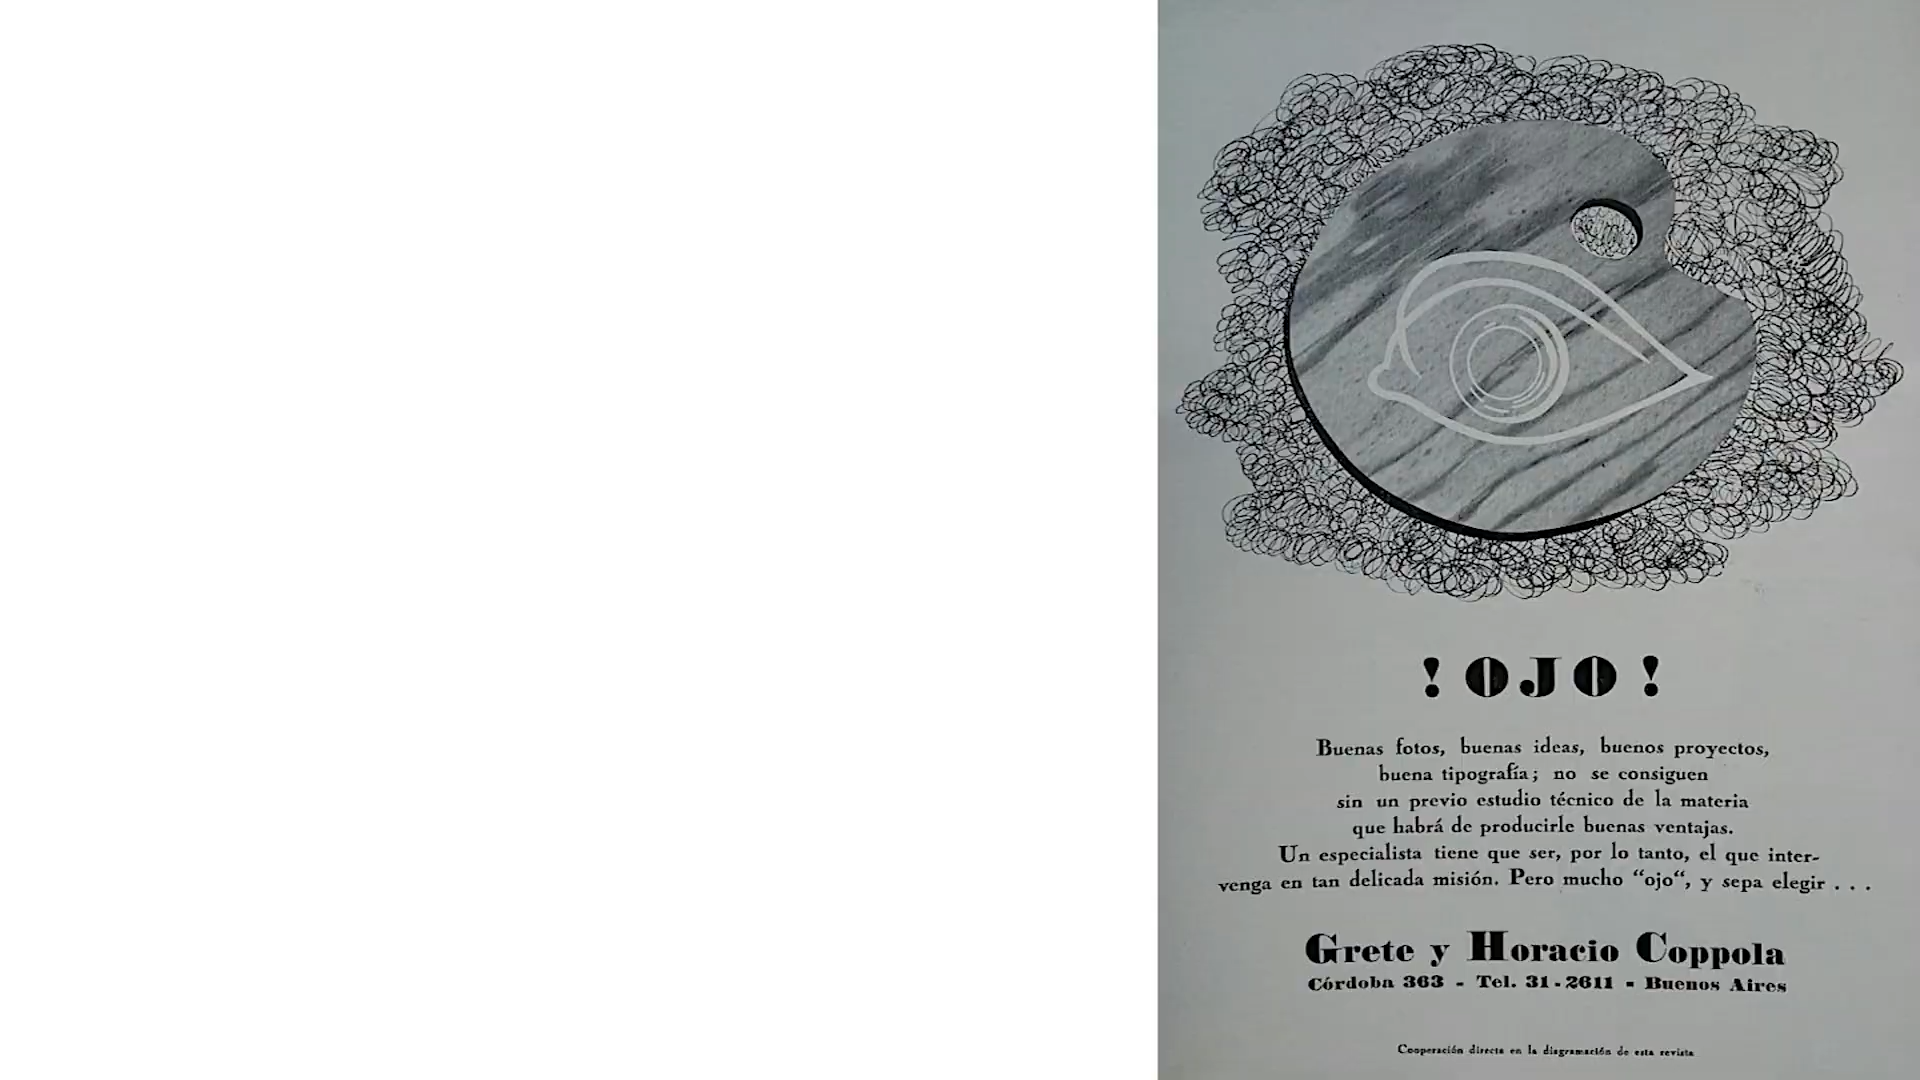 ! OJO !
Buenas fotos, buenas ideas, buenos proyectos,
buena tipografía; no se consiguen
sin un previo estudio técnico de la materia
que habrá de producirle buenas ventajas.
Un especialista tiene que ser, por lo tanto, el que inter-
venga en tan delicada misión. Pero mucho “ojo“, y sepa elegir . . .
Grete y Horacio Coppola
Córdoba 363 - Tel. 31-2611 - Buenos Aires
Cooperación directa en la diagramación de esta revista